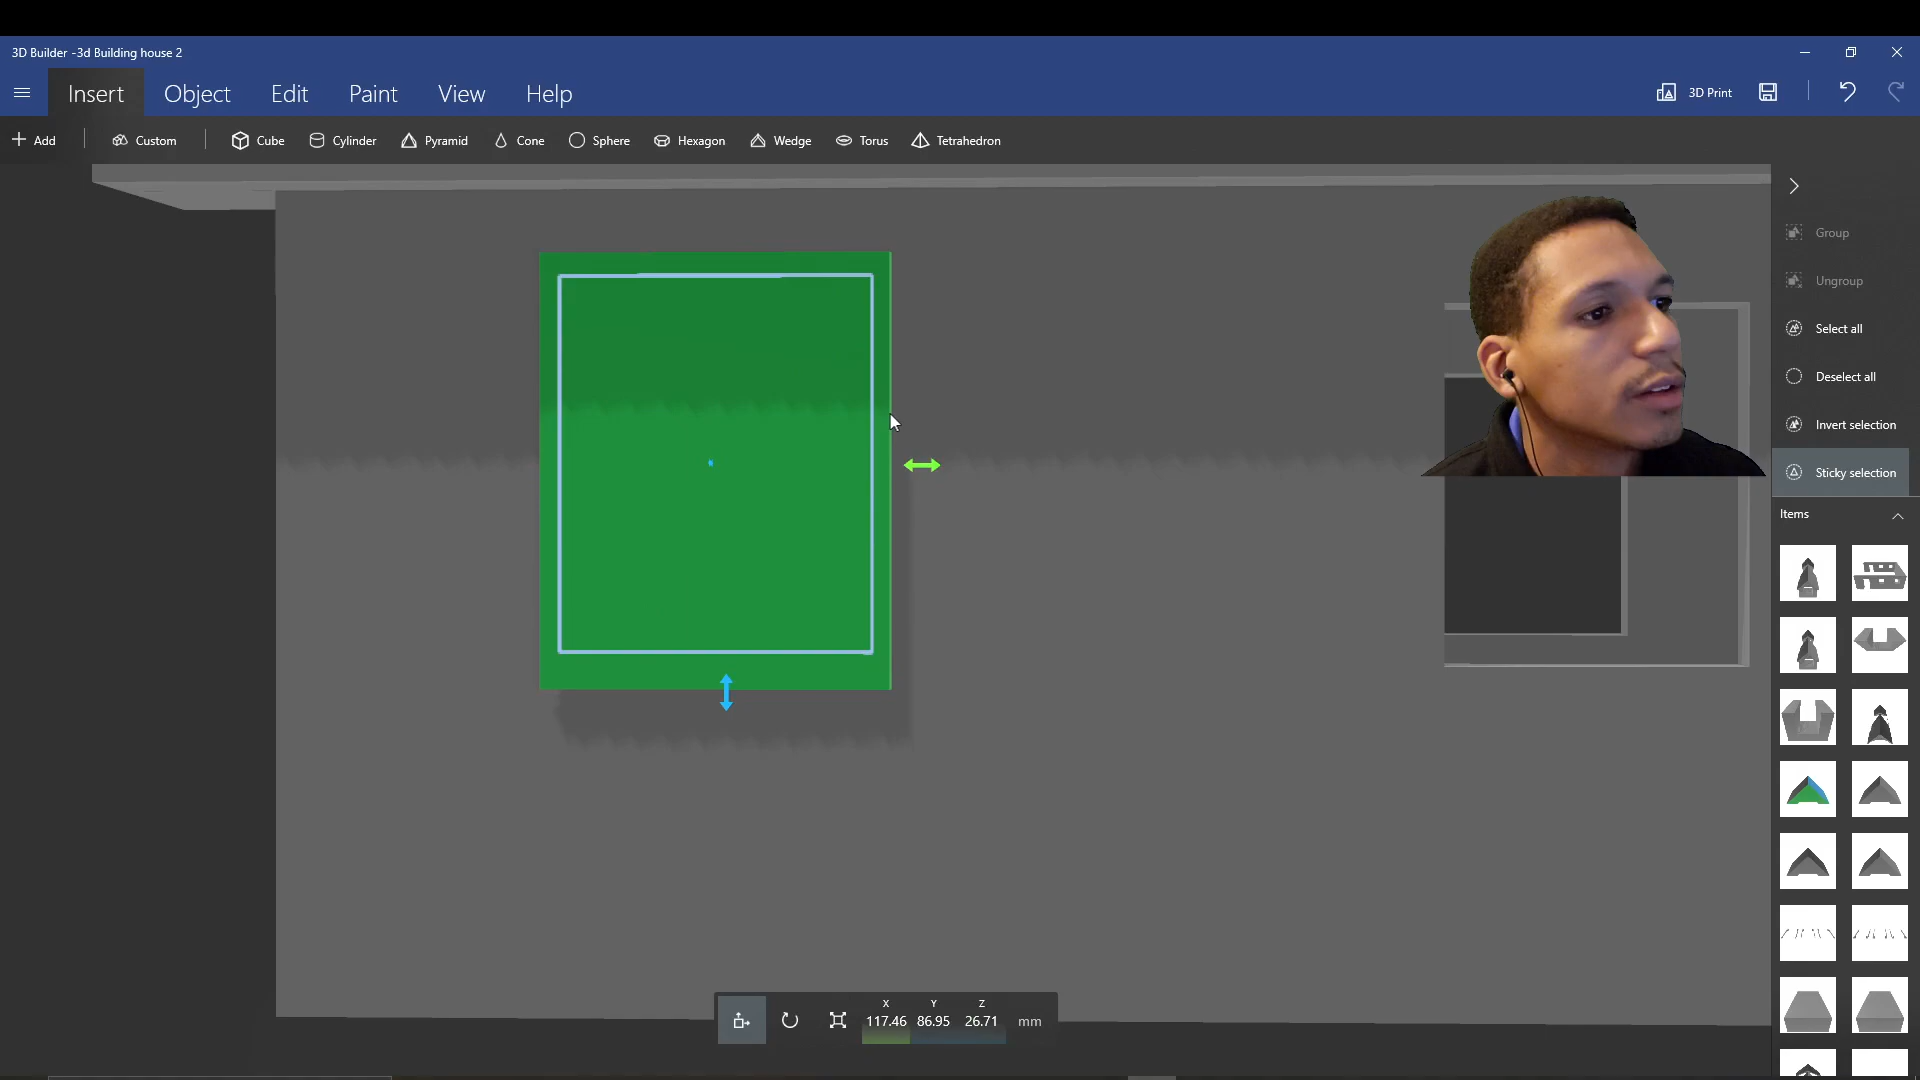 3D Builder -3d Building house 2
Insert Object Edit Paint View Help
3D Print
Add Custom Cube Cylinder Pyramid Cone Sphere Hexagon Wedge Torus Tetrahedron
Group
Ungroup
Select all
Deselect all
Invert selection
Sticky selection
Items
X Y Z
117.46 86.95 26.71 mm